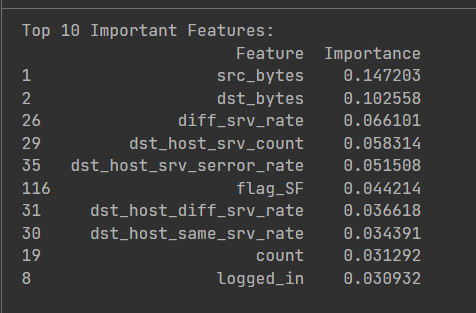 Top 10 Important Features:
Feature Importance
1 src_bytes 0.147203
2 dst_bytes 0.102558
26 diff_srv_rate 0.066101
29 dst_host_srv_count 0.058314
35 dst_host_srv_serror_rate 0.051508
116 flag_SF 0.044214
31 dst_host_diff_srv_rate 0.036618
30 dst_host_same_srv_rate 0.034391
19 count 0.031292
8 logged_in 0.030932